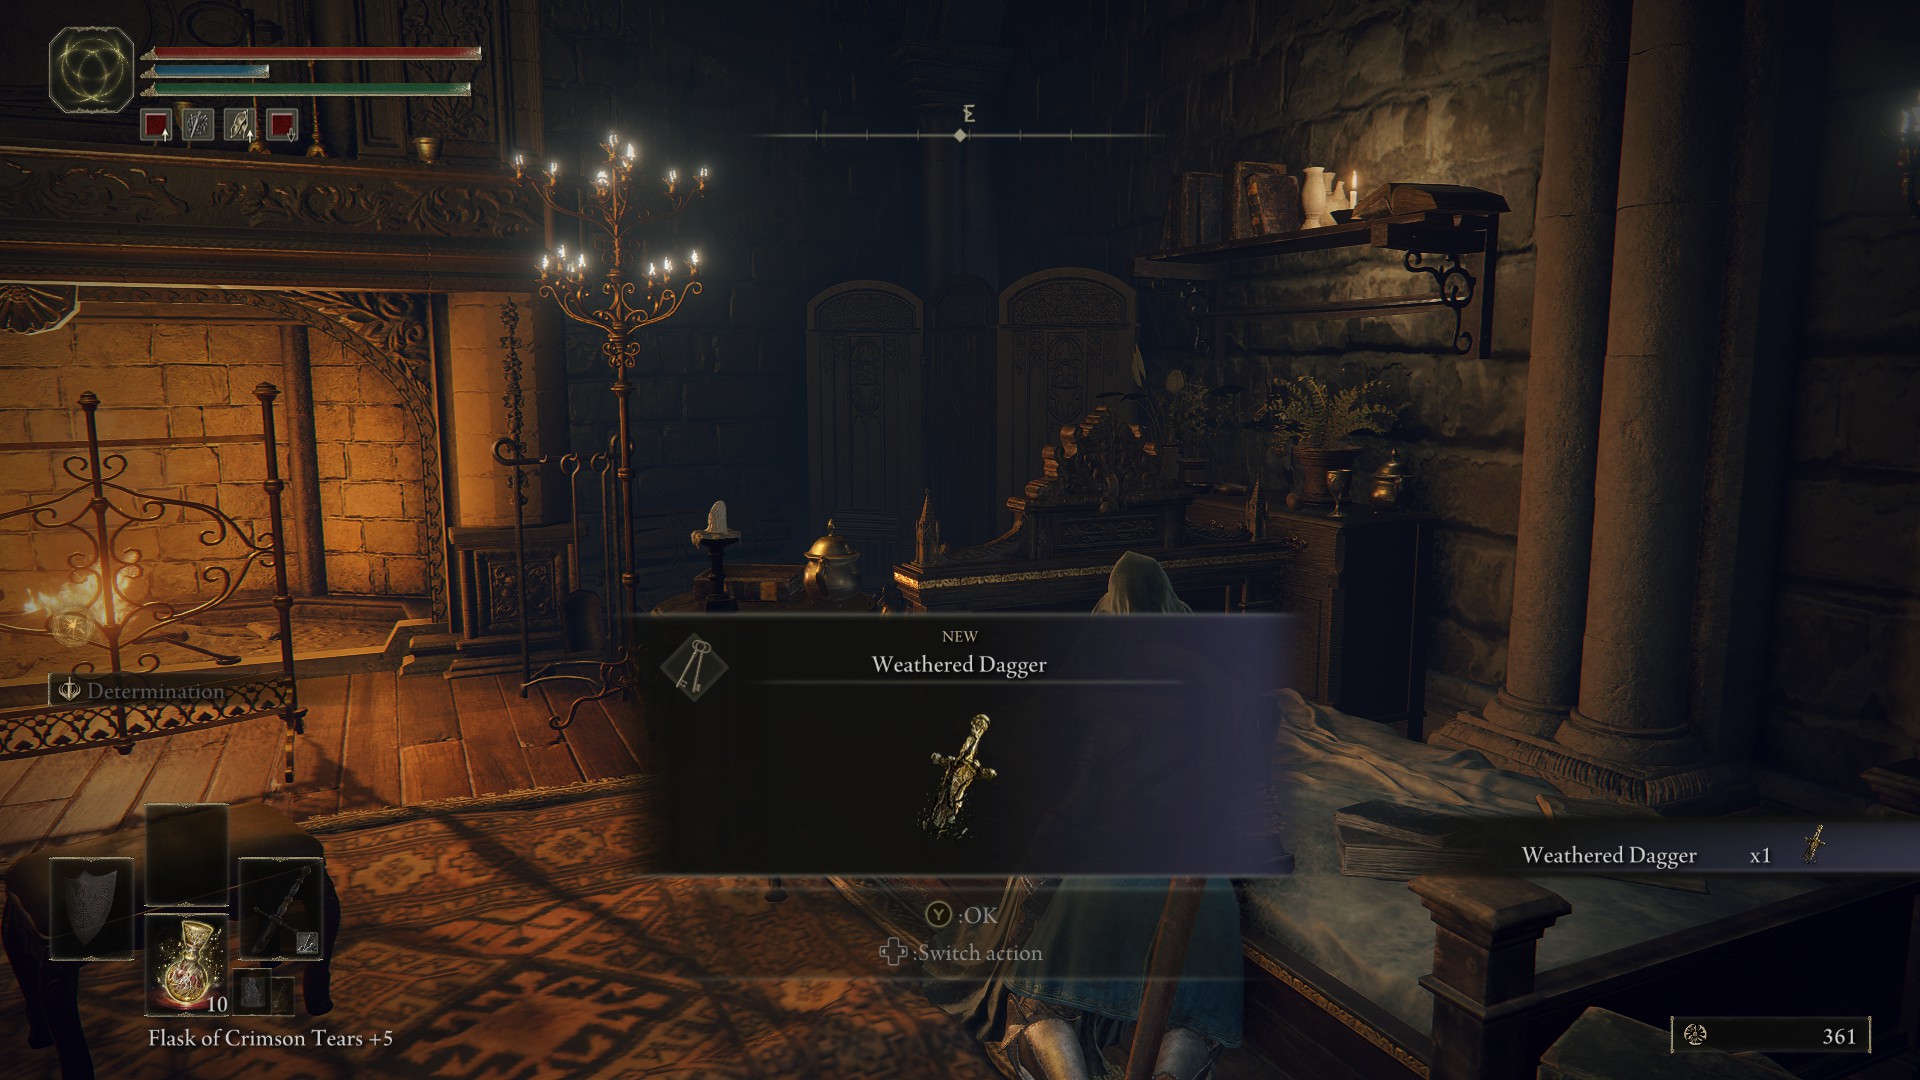 E
NEW
Weathered Dagger
Determination
Weathered Dagger x1
Y :OK
:Switch action
10
Flask of Crimson Tears +5
361